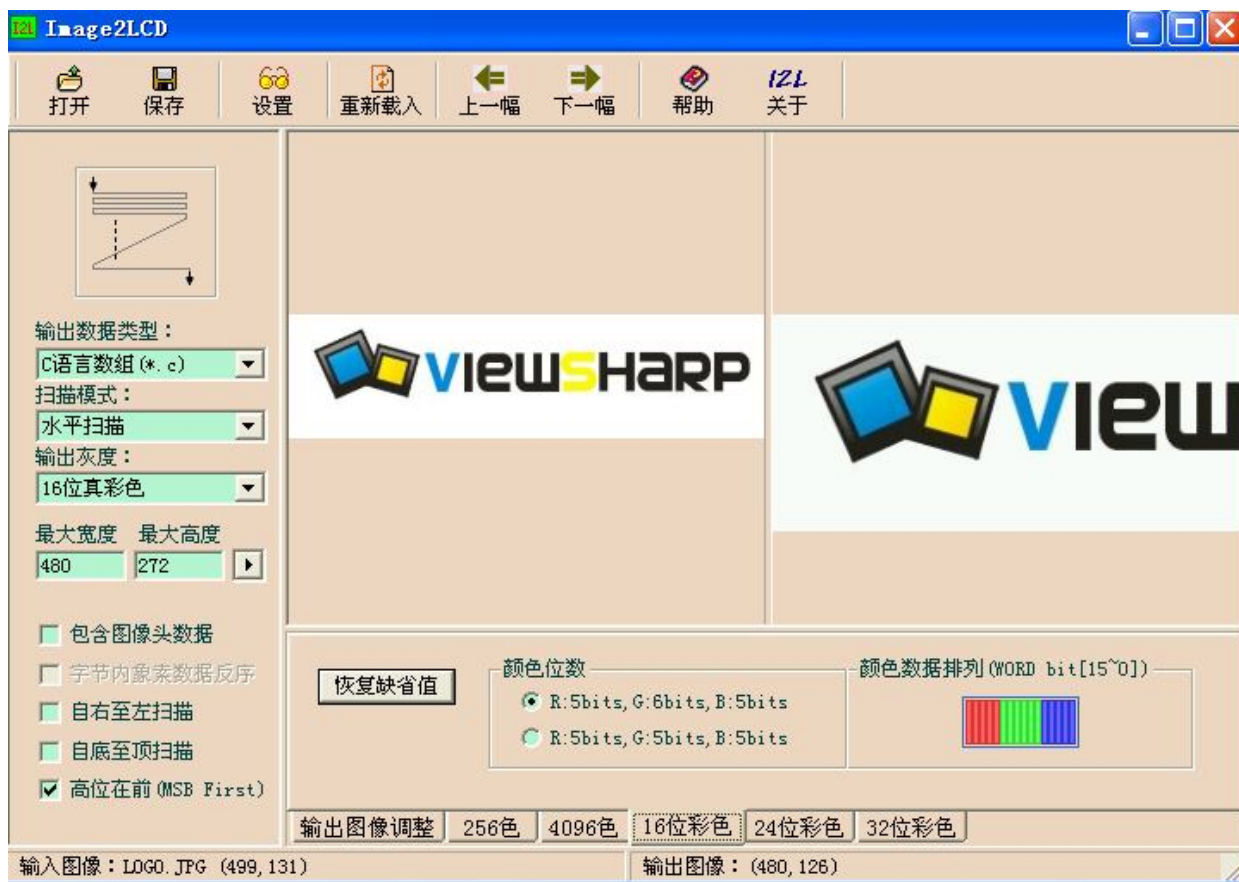 Image2LCD
打开 保存 设置 重新载入 上一幅 下一幅 帮助 I2L 关于
输出数据类型：
C语言数组(*.c)
扫描模式：
水平扫描
输出灰度：
16位真彩色
最大宽度 最大高度
480 272
包含图像头数据
字节内象素数据反序
自右至左扫描
自底至顶扫描
高位在前(MSB First)
VIEWSHARP
VIEW
恢复缺省值
颜色位数
R:5bits,G:6bits,B:5bits
R:5bits,G:5bits,B:5bits
颜色数据排列(WORD bit[15~0])
输出图像调整 256色 4096色 16位彩色 24位彩色 32位彩色
输入图像：LOGO.JPG (499,131) 输出图像：(480,126)